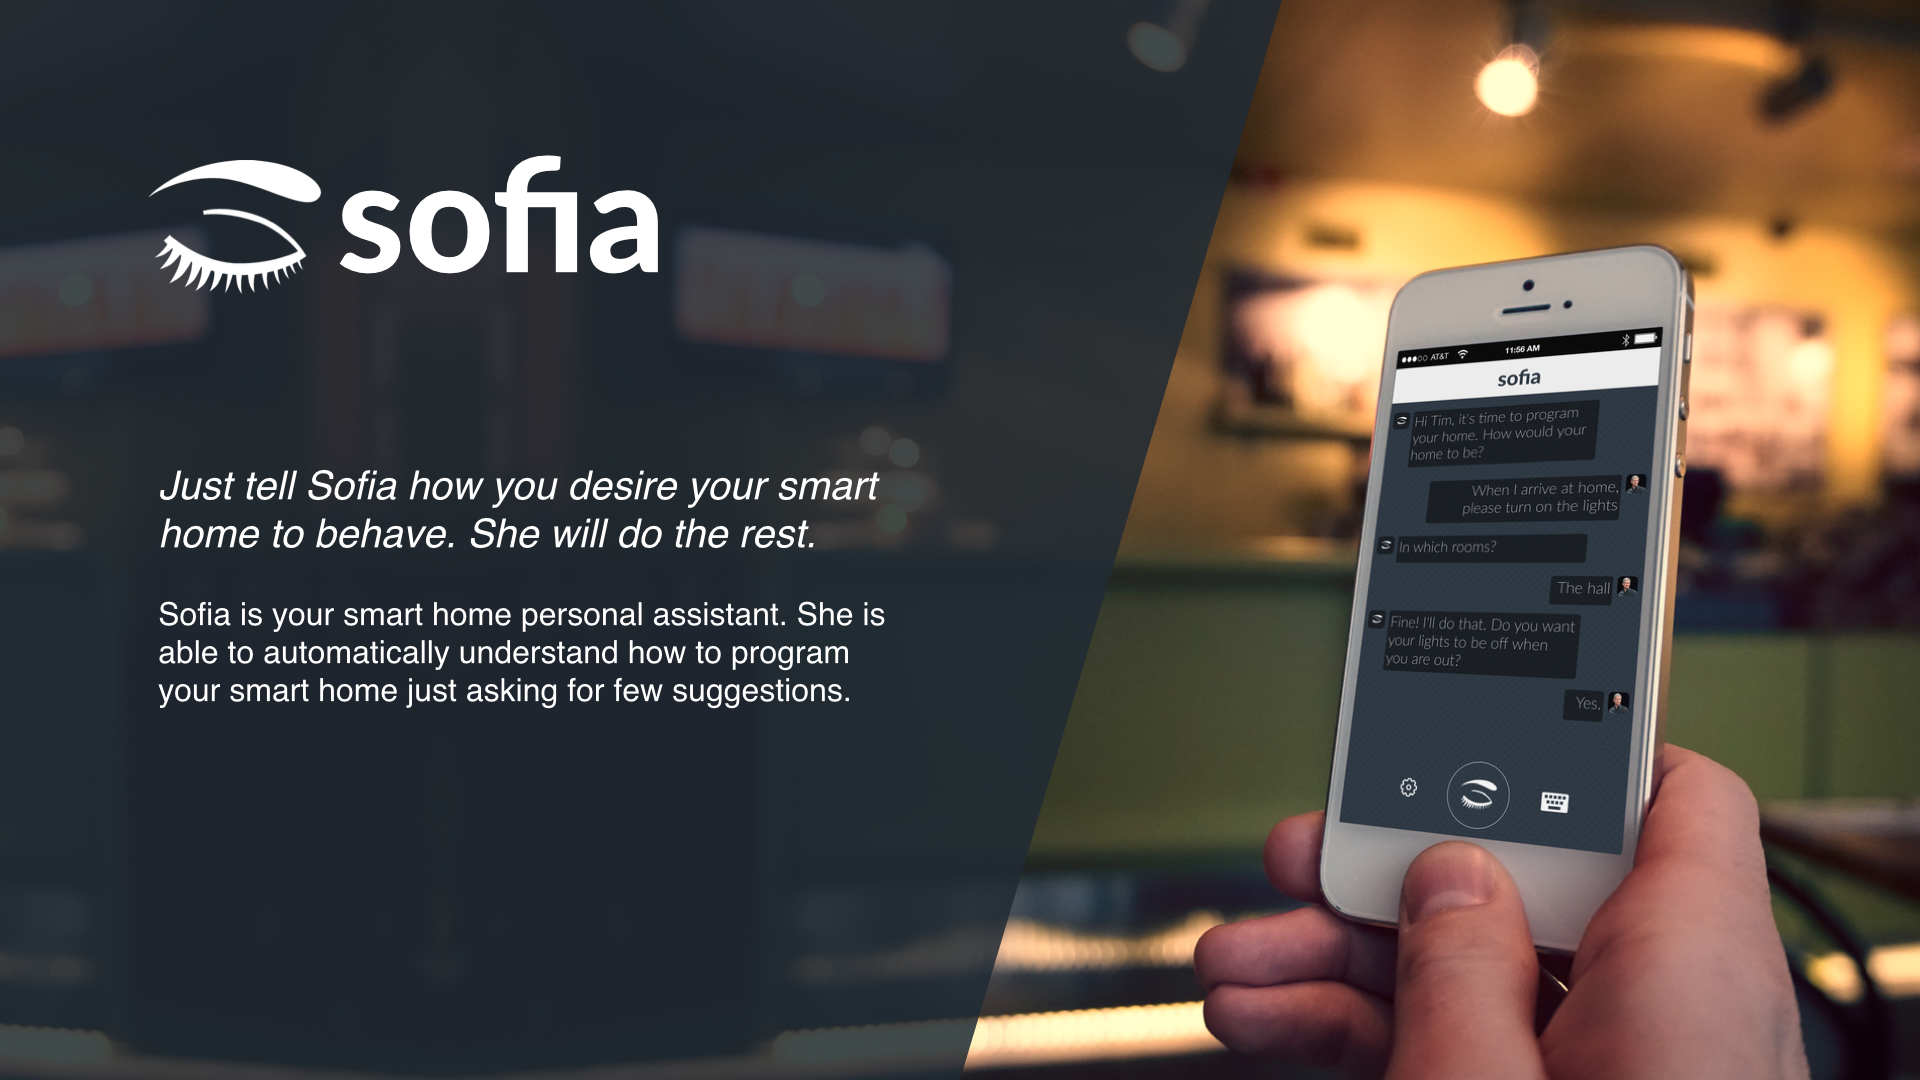 sofia
Just tell Sofia how you desire your smart
home to behave. She will do the rest.
Sofia is your smart home personal assistant. She is
able to automatically understand how to program
your smart home just asking for few suggestions.
AT&T 11:56 AM
sofia
Hi Tim, it's time to program
your home. How would your
home to be?
When I arrive at home,
please turn on the lights
In which rooms?
The hall
Fine! I'll do that. Do you want
your lights to be off when
you are out?
Yes.